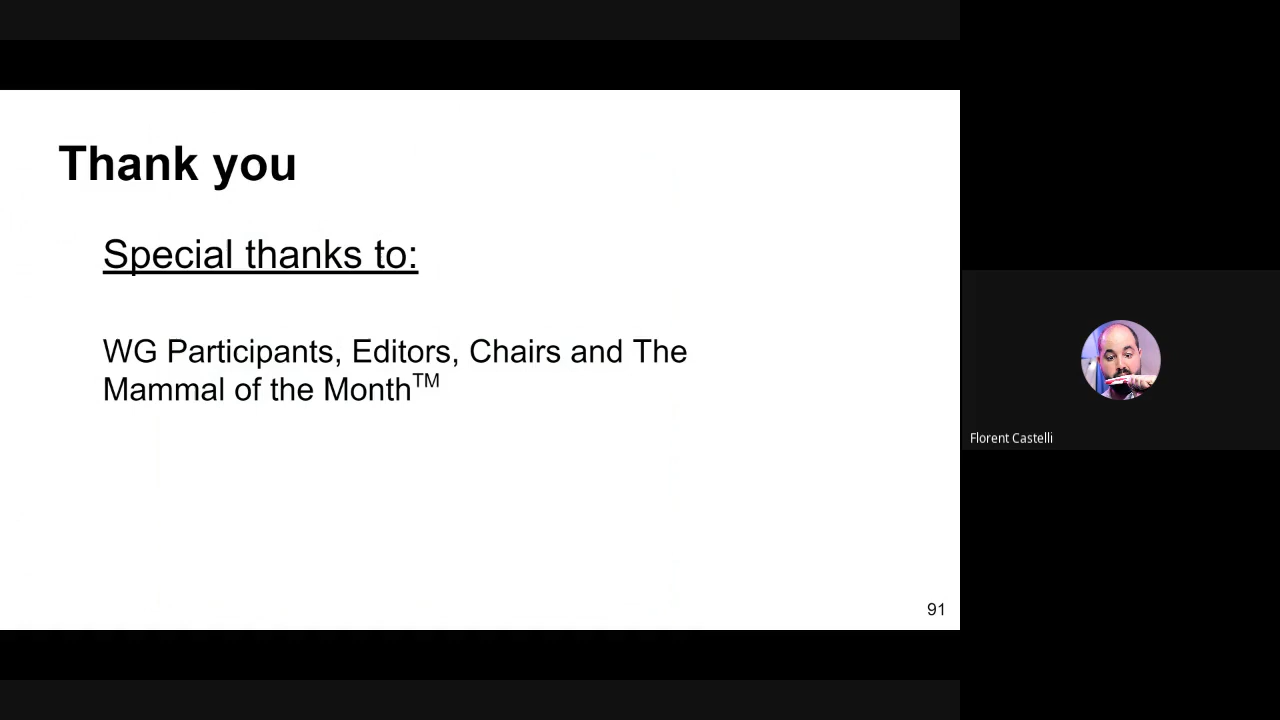 Thank you
Special thanks to:
WG Participants, Editors, Chairs and The
Mammal of the Month™
91
Florent Castelli